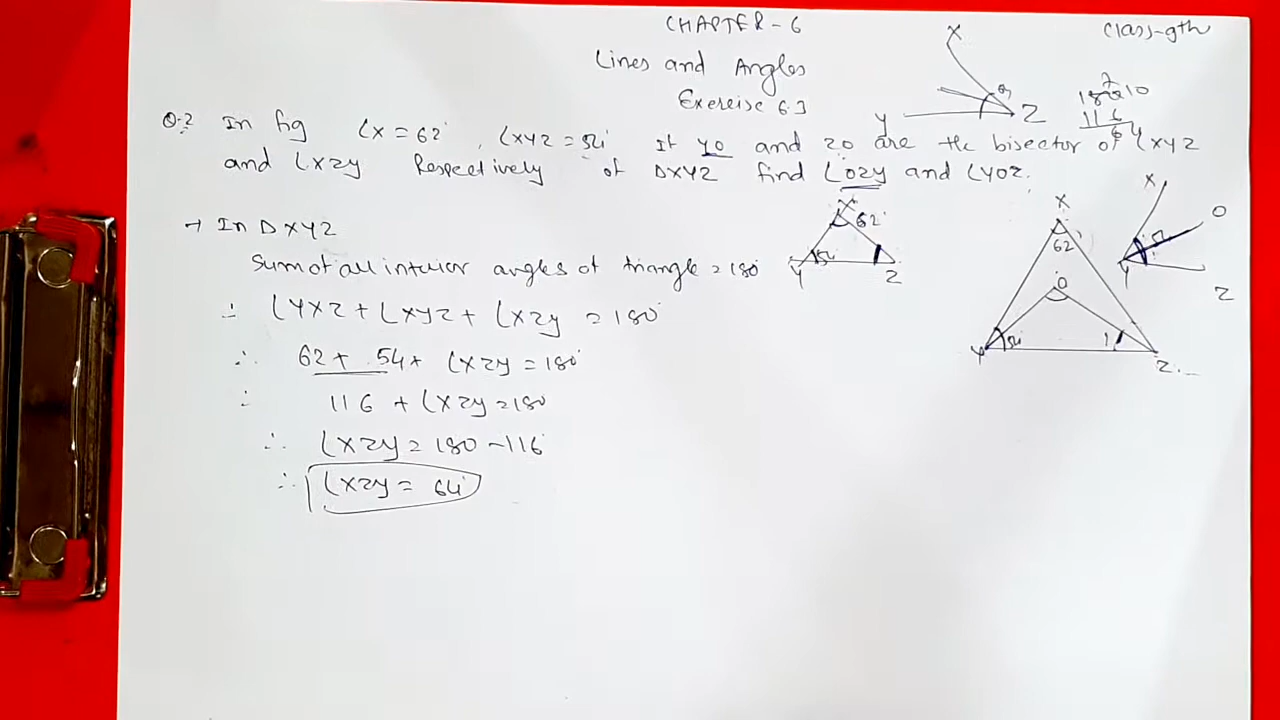 CHAPTER - 6
Class - 9th
Lines and Angles
Exercise 6.3
Q.2 In fig ∠X = 62°, ∠XYZ = 54° If YO and ZO are the bisector of ∠XYZ
and ∠XZY Respectively of ΔXYZ find ∠OZY and ∠YOZ.
→ In ΔXYZ
Sum of all interior angles of triangle = 180
∴ ∠YXZ + ∠XYZ + ∠XZY = 180°
∴ 62 + 54 + ∠XZY = 180°
∴ 116 + ∠XZY = 180
∴ ∠XZY = 180 - 116°
∴ ∠XZY = 64°
X
Y
Z
116
64
X
62°
54°
Y
Z
X
62°
O
54°
Y
Z
X
O
Y
Z